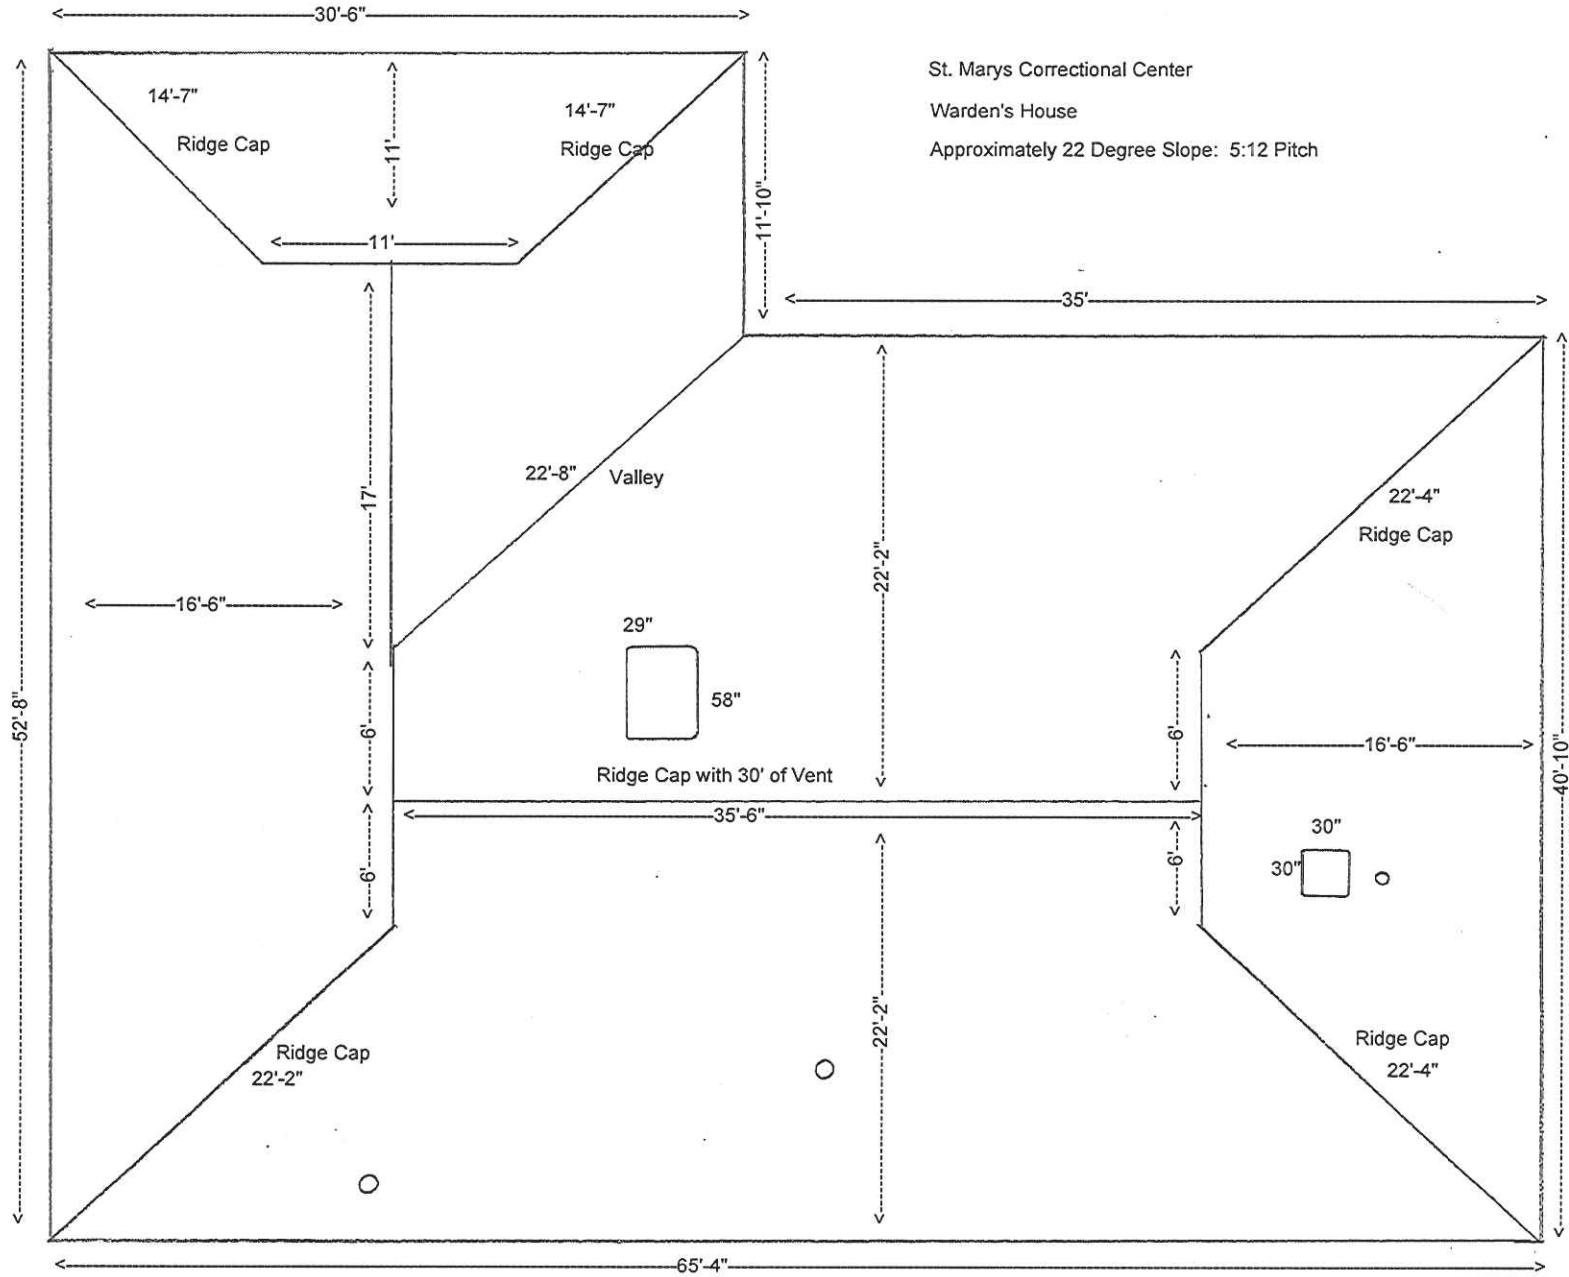 30'-6"
St. Marys Correctional Center
Warden's House
Approximately 22 Degree Slope: 5:12 Pitch
14'-7"
Ridge Cap
11'
14'-7"
Ridge Cap
11'-10"
11'
35'
17'
22'-8"
Valley
22'-2"
22'-4"
Ridge Cap
16'-6"
29"
58"
52'-8"
6'
6'
16'-6"
40'-10"
Ridge Cap with 30' of Vent
35'-6"
30"
30"
6'
6'
22'-2"
Ridge Cap
22'-2"
Ridge Cap
22'-4"
65'-4"